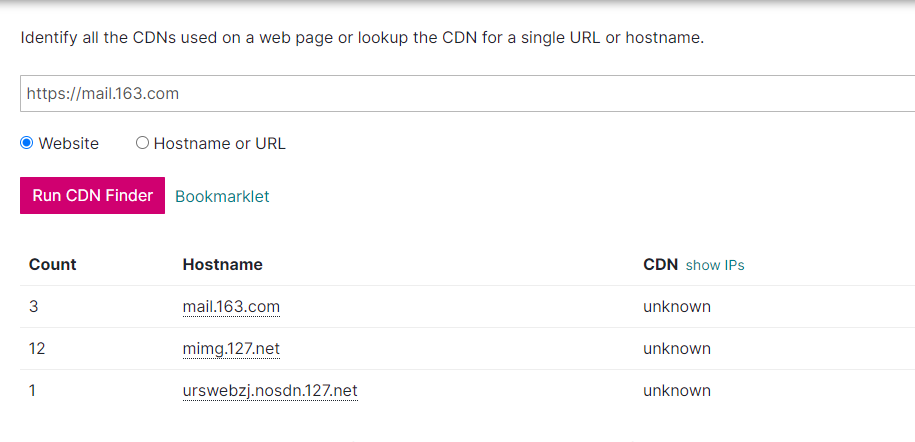 Identify all the CDNs used on a web page or lookup the CDN for a single URL or hostname.
https://mail.163.com
Website Hostname or URL
Run CDN Finder Bookmarklet
Count Hostname CDN show IPs
3 mail.163.com unknown
12 mimg.127.net unknown
1 urswebzj.nosdn.127.net unknown